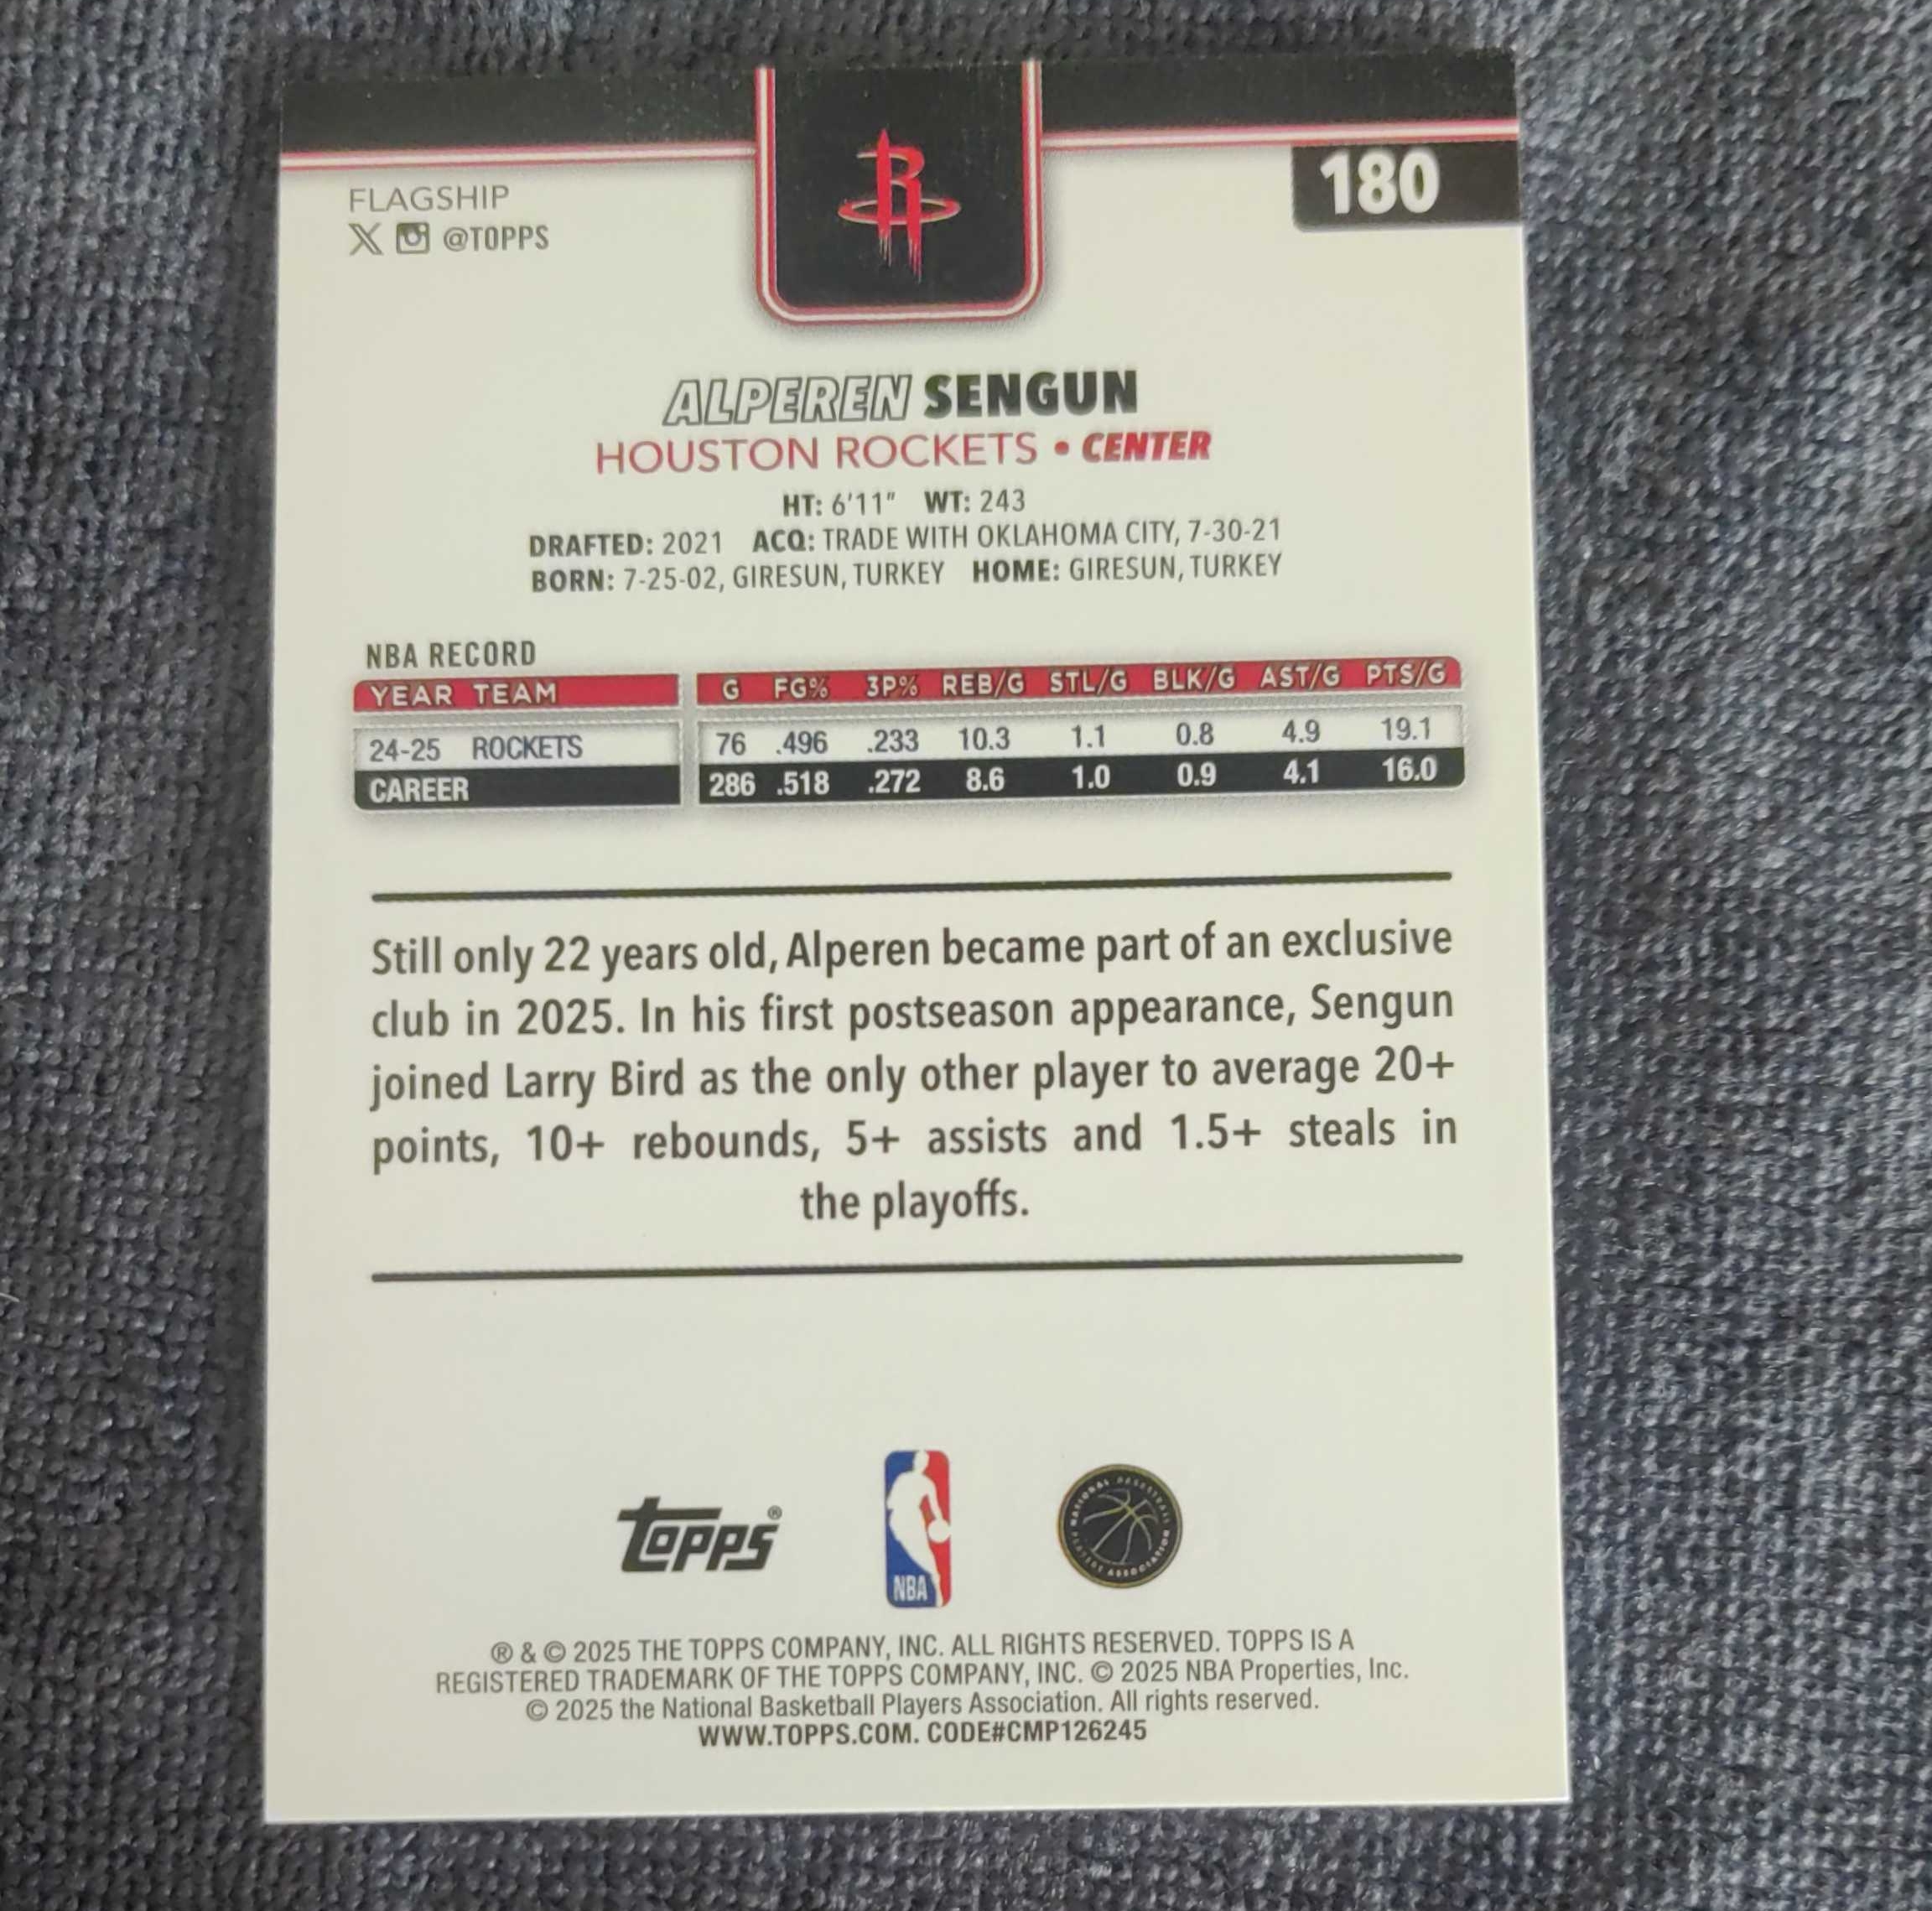 FLAGSHIP
X @TOPPS
180
ALPEREN SENGUN
HOUSTON ROCKETS • CENTER
HT: 6'11" WT: 243
DRAFTED: 2021 ACQ: TRADE WITH OKLAHOMA CITY, 7-30-21
BORN: 7-25-02, GIRESUN, TURKEY HOME: GIRESUN, TURKEY
NBA RECORD
YEAR TEAM G FG% 3P% REB/G STL/G BLK/G AST/G PTS/G
24-25 ROCKETS 76 .496 .233 10.3 1.1 0.8 4.9 19.1
CAREER 286 .518 .272 8.6 1.0 0.9 4.1 16.0
Still only 22 years old, Alperen became part of an exclusive
club in 2025. In his first postseason appearance, Sengun
joined Larry Bird as the only other player to average 20+
points, 10+ rebounds, 5+ assists and 1.5+ steals in
the playoffs.
Topps®
NBA
NATIONAL BASKETBALL PLAYERS ASSOCIATION
® & © 2025 THE TOPPS COMPANY, INC. ALL RIGHTS RESERVED. TOPPS IS A
REGISTERED TRADEMARK OF THE TOPPS COMPANY, INC. © 2025 NBA Properties, Inc.
© 2025 the National Basketball Players Association. All rights reserved.
WWW.TOPPS.COM. CODE#CMP126245